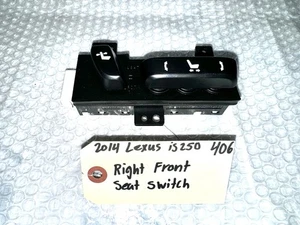 2014 Lexus is250 406
Right Front
Seat Switch